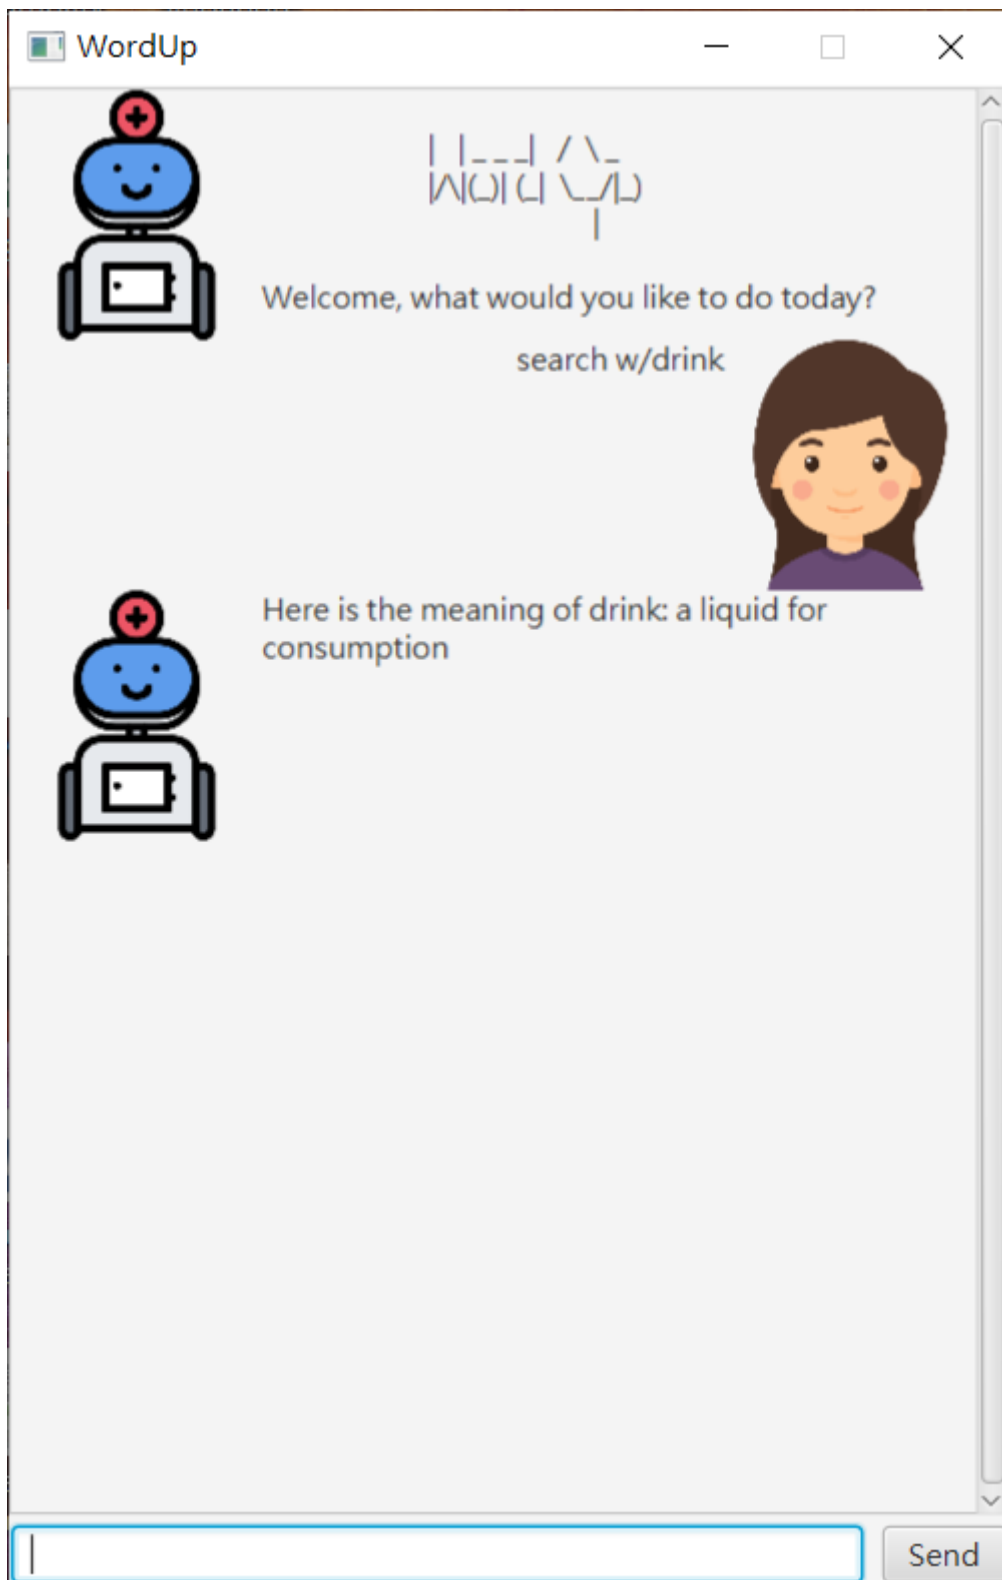 WordUp
|   |_ _ _|   /  \ _
|/\|(_)| (_|  \__/|_)
                  |
Welcome, what would you like to do today?
search w/drink
Here is the meaning of drink: a liquid for
consumption
Send